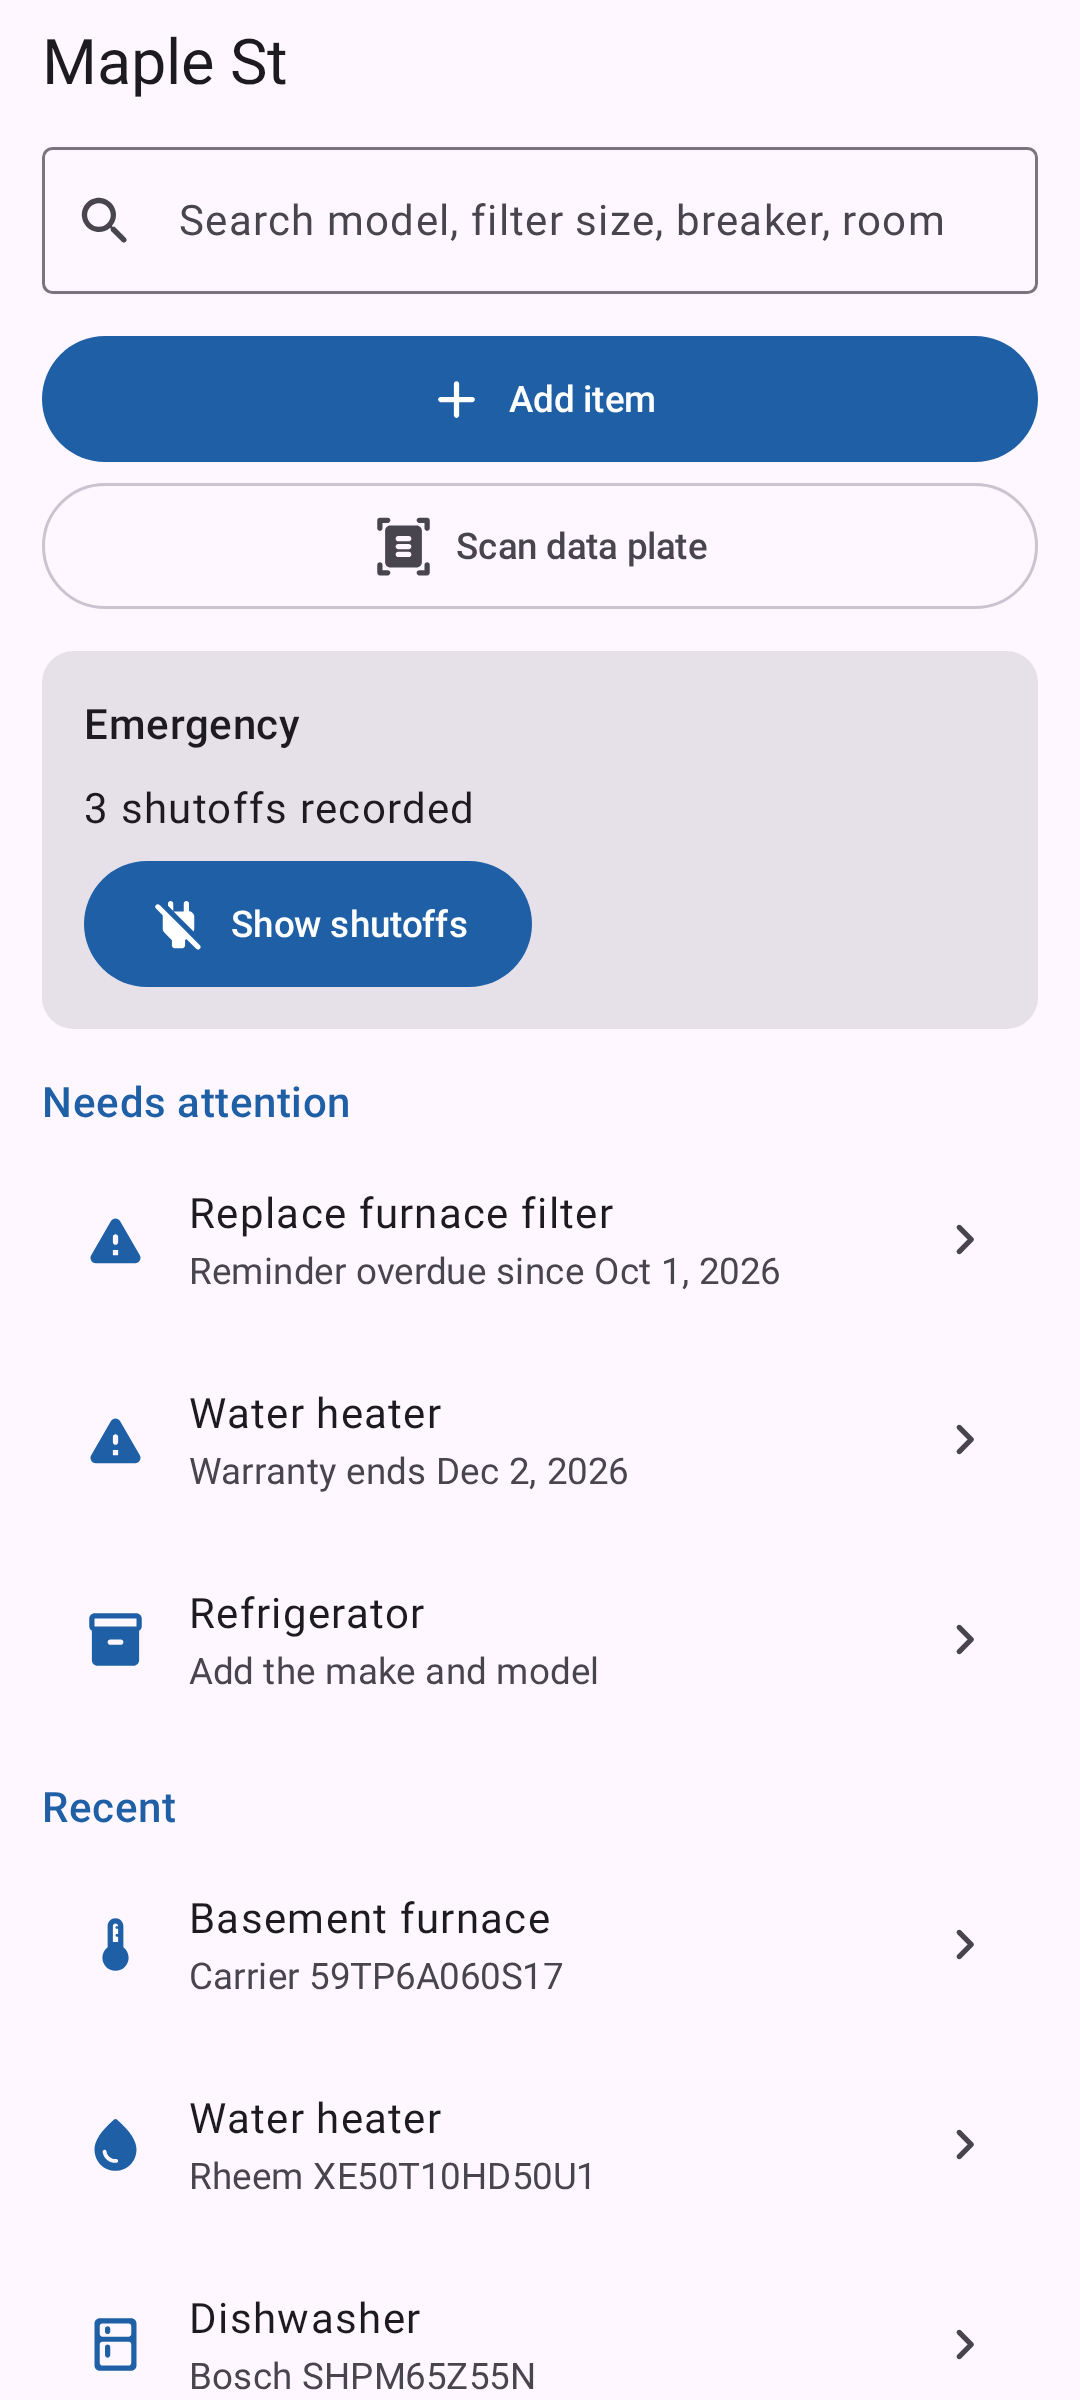 Maple St
Search model, filter size, breaker, room
Add item
Scan data plate
Emergency
3 shutoffs recorded
Show shutoffs
Needs attention
Replace furnace filter
Reminder overdue since Oct 1, 2026
Water heater
Warranty ends Dec 2, 2026
Refrigerator
Add the make and model
Recent
Basement furnace
Carrier 59TP6A060S17
Water heater
Rheem XE50T10HD50U1
Dishwasher
Bosch SHPM65Z55N